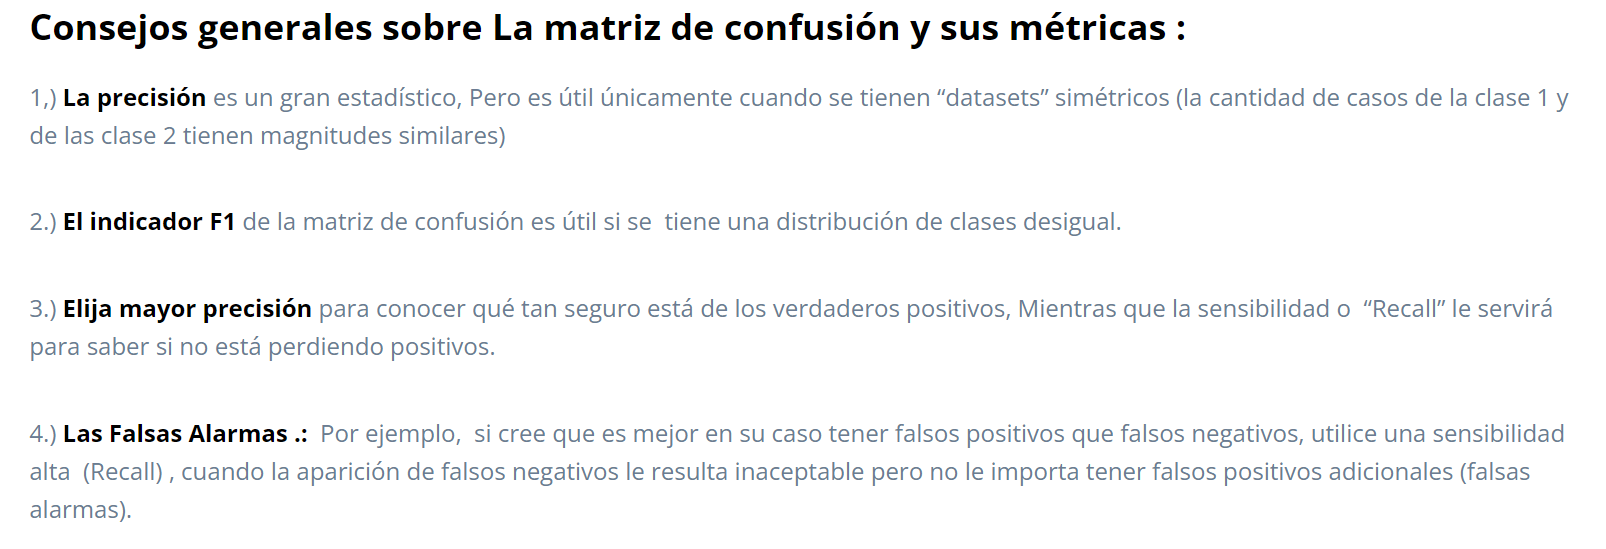 Consejos generales sobre La matriz de confusión y sus métricas :
1,) La precisión es un gran estadístico, Pero es útil únicamente cuando se tienen “datasets” simétricos (la cantidad de casos de la clase 1 y
de las clase 2 tienen magnitudes similares)
2.) El indicador F1 de la matriz de confusión es útil si se  tiene una distribución de clases desigual.
3.) Elija mayor precisión para conocer qué tan seguro está de los verdaderos positivos, Mientras que la sensibilidad o  “Recall” le servirá
para saber si no está perdiendo positivos.
4.) Las Falsas Alarmas .:  Por ejemplo,  si cree que es mejor en su caso tener falsos positivos que falsos negativos, utilice una sensibilidad
alta  (Recall) , cuando la aparición de falsos negativos le resulta inaceptable pero no le importa tener falsos positivos adicionales (falsas
alarmas).